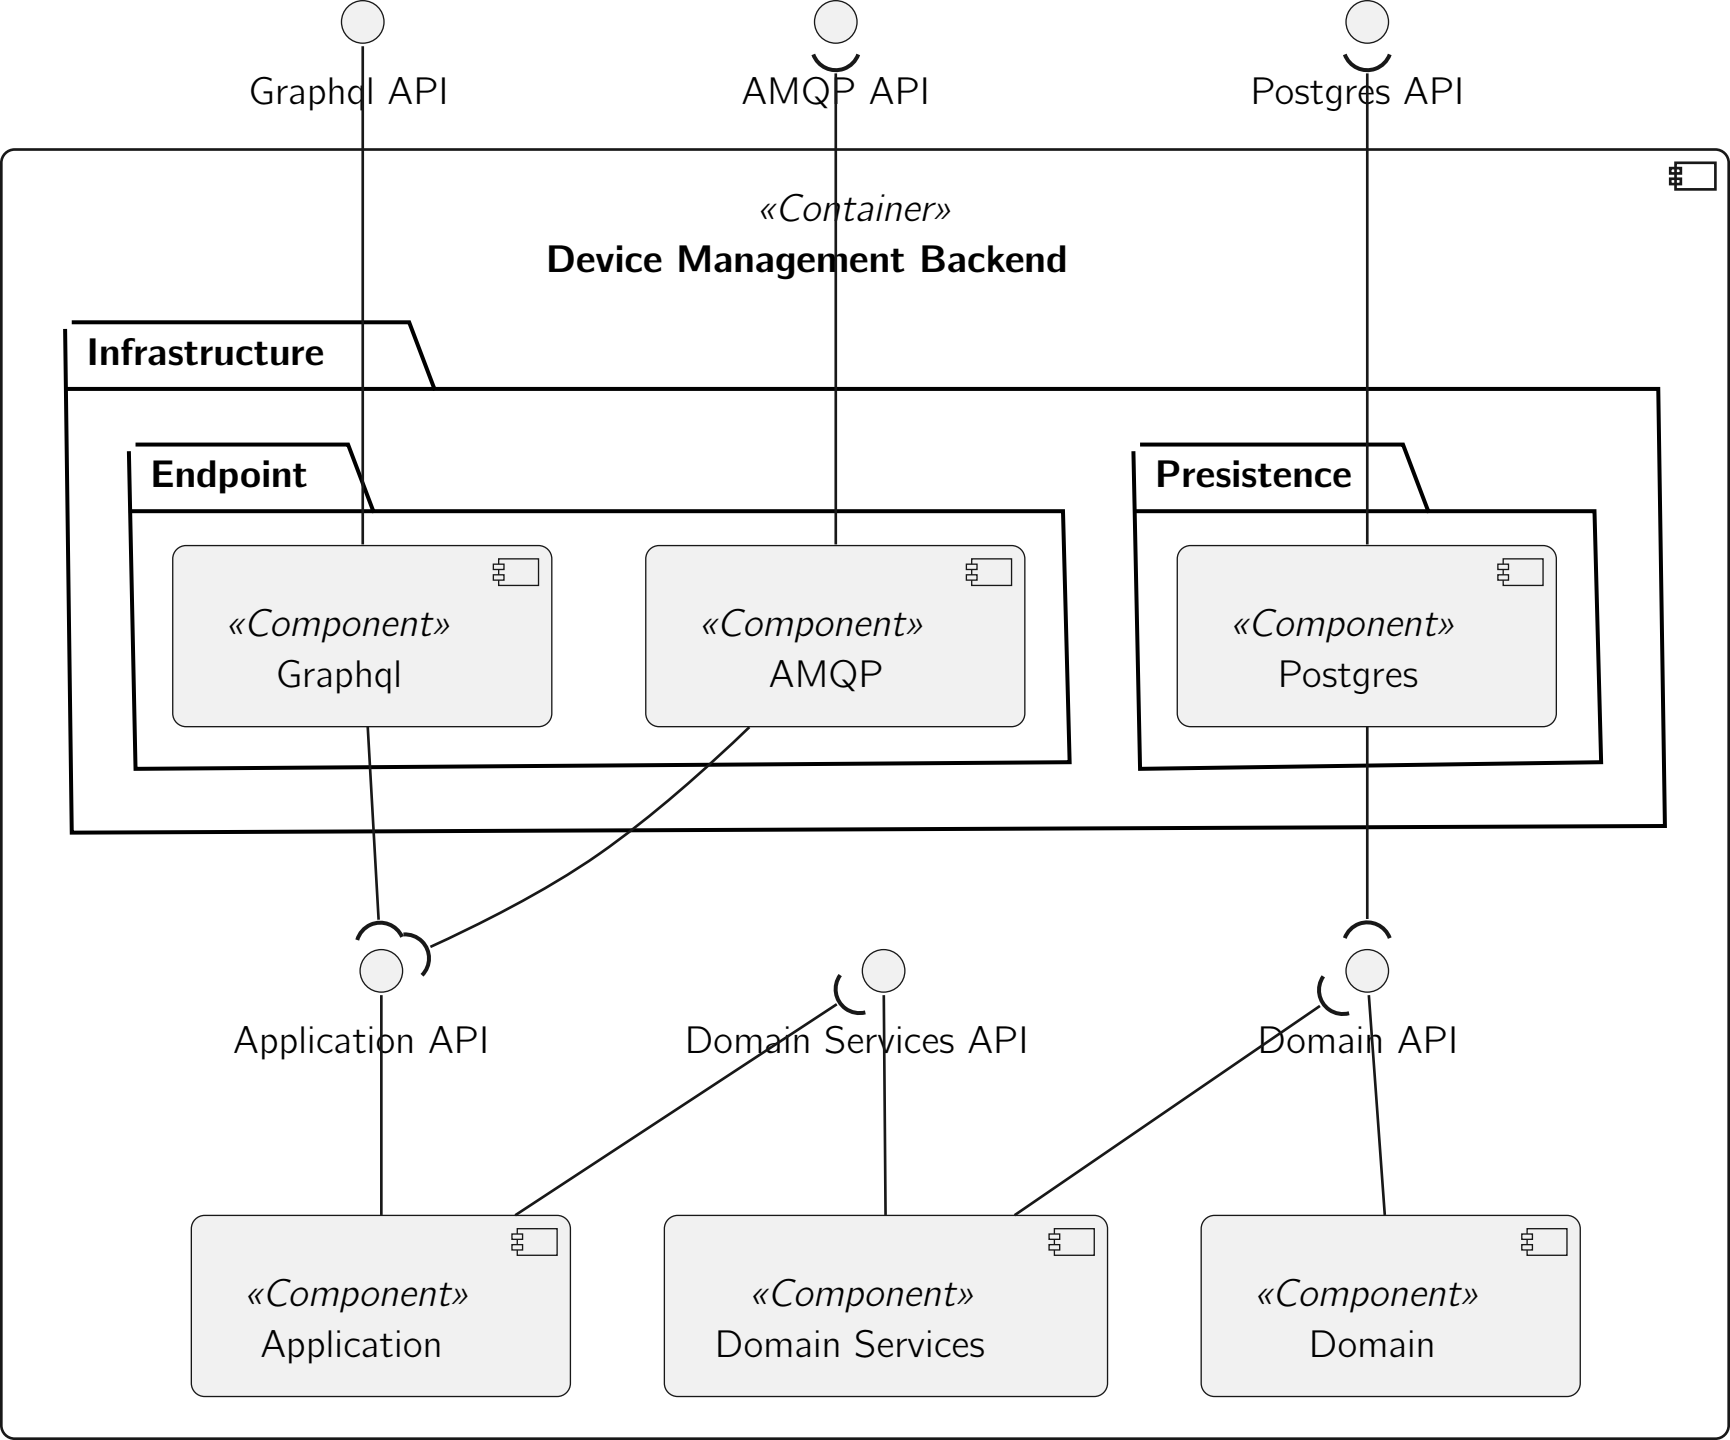 Graphql API
AMQP API
Postgres API
«Container»
Device Management Backend
Infrastructure
Endpoint
Presistence
«Component»
Graphql
«Component»
AMQP
«Component»
Postgres
Application API
Domain Services API
Domain API
«Component»
Application
«Component»
Domain Services
«Component»
Domain